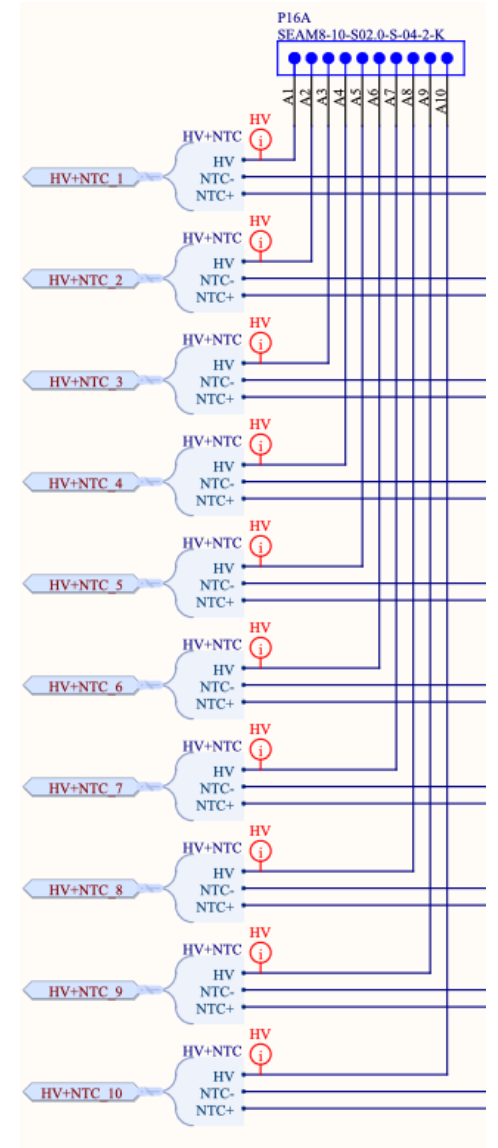 P16A
SEAM8-10-S02.0-S-04-2-K
A1
A2
A3
A4
A5
A6
A7
A8
A9
A10
HV
HV+NTC
i
HV
HV+NTC_1
NTC-
NTC+
HV
HV+NTC
i
HV
HV+NTC_2
NTC-
NTC+
HV
HV+NTC
i
HV
HV+NTC_3
NTC-
NTC+
HV
HV+NTC
i
HV
HV+NTC_4
NTC-
NTC+
HV
HV+NTC
i
HV
HV+NTC_5
NTC-
NTC+
HV
HV+NTC
i
HV
HV+NTC_6
NTC-
NTC+
HV
HV+NTC
i
HV
HV+NTC_7
NTC-
NTC+
HV
HV+NTC
i
HV
HV+NTC_8
NTC-
NTC+
HV
HV+NTC
i
HV
HV+NTC_9
NTC-
NTC+
HV
HV+NTC
i
HV
HV+NTC_10
NTC-
NTC+